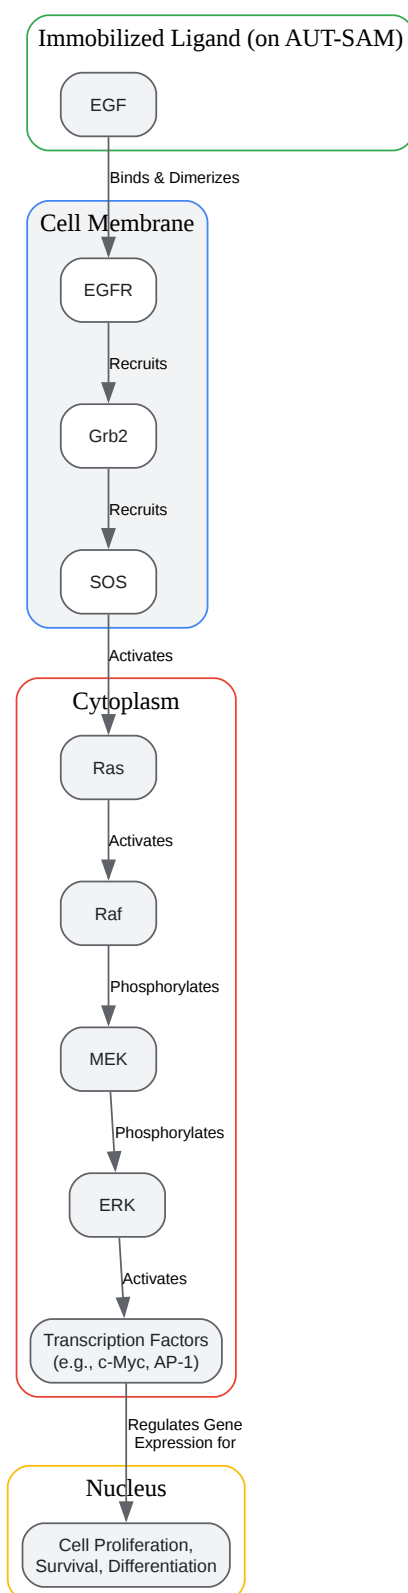 Immobilized Ligand (on AUT-SAM)
EGF
Binds & Dimerizes
Cell Membrane
EGFR
Recruits
Grb2
Recruits
SOS
Activates
Cytoplasm
Ras
Activates
Raf
Phosphorylates
MEK
Phosphorylates
ERK
Activates
Transcription Factors
(e.g., c-Myc, AP-1)
Regulates Gene
Expression for
Nucleus
Cell Proliferation,
Survival, Differentiation